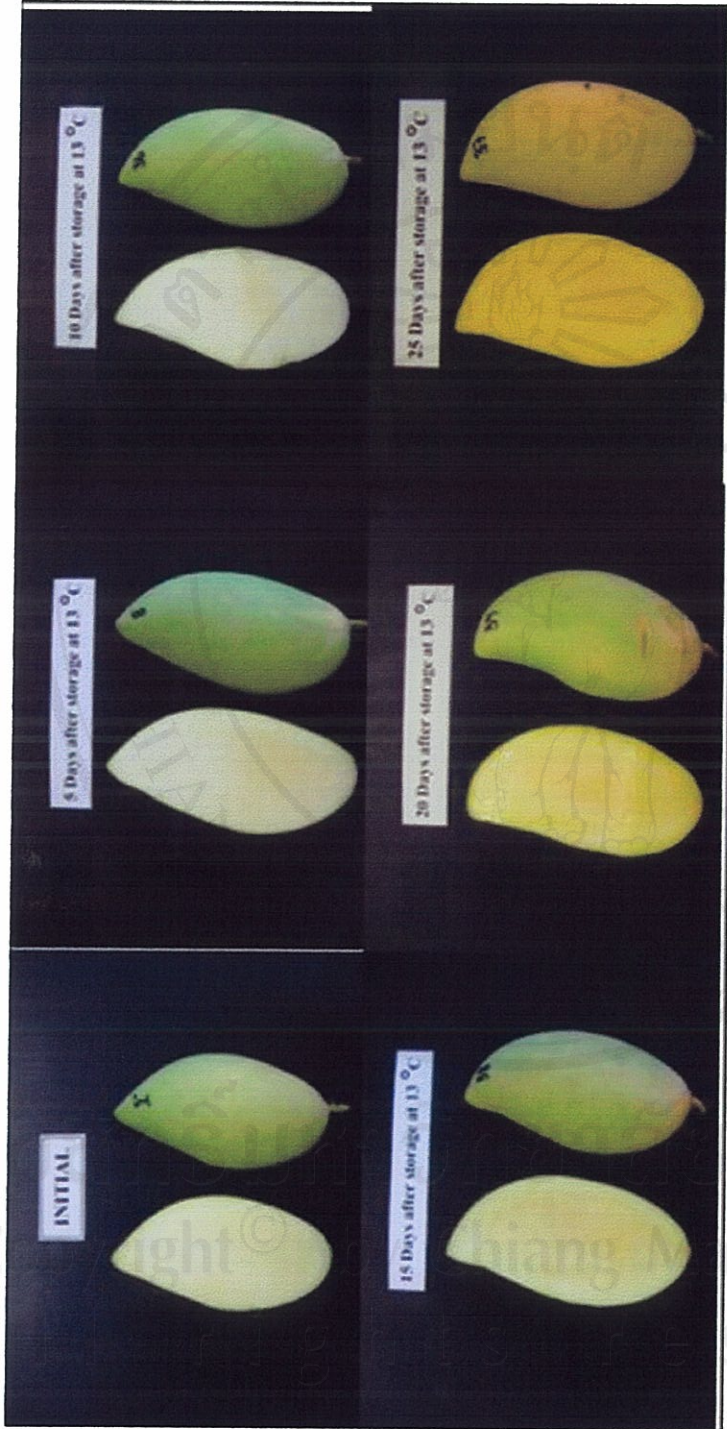 INITIAL
5 Days after storage at 13 °C
10 Days after storage at 13 °C
15 Days after storage at 13 °C
20 Days after storage at 13 °C
25 Days after storage at 13 °C